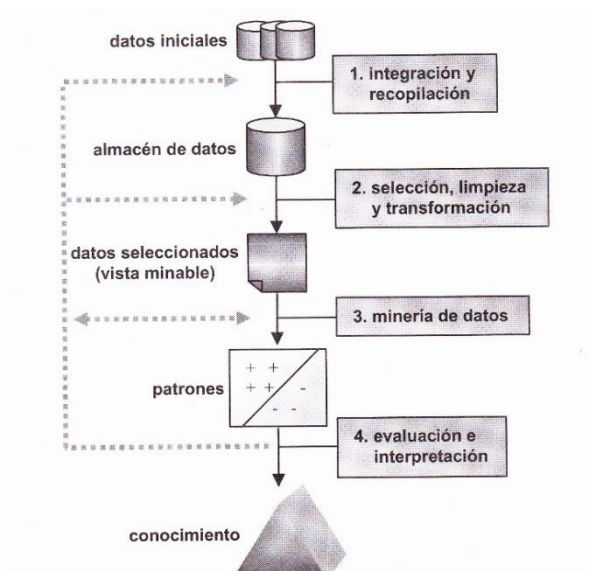 datos iniciales
1. integración y
recopilación
almacén de datos
2. selección, limpieza
y transformación
datos seleccionados
(vista minable)
3. minería de datos
+ +
+ + -
- -
patrones
4. evaluación e
interpretación
conocimiento